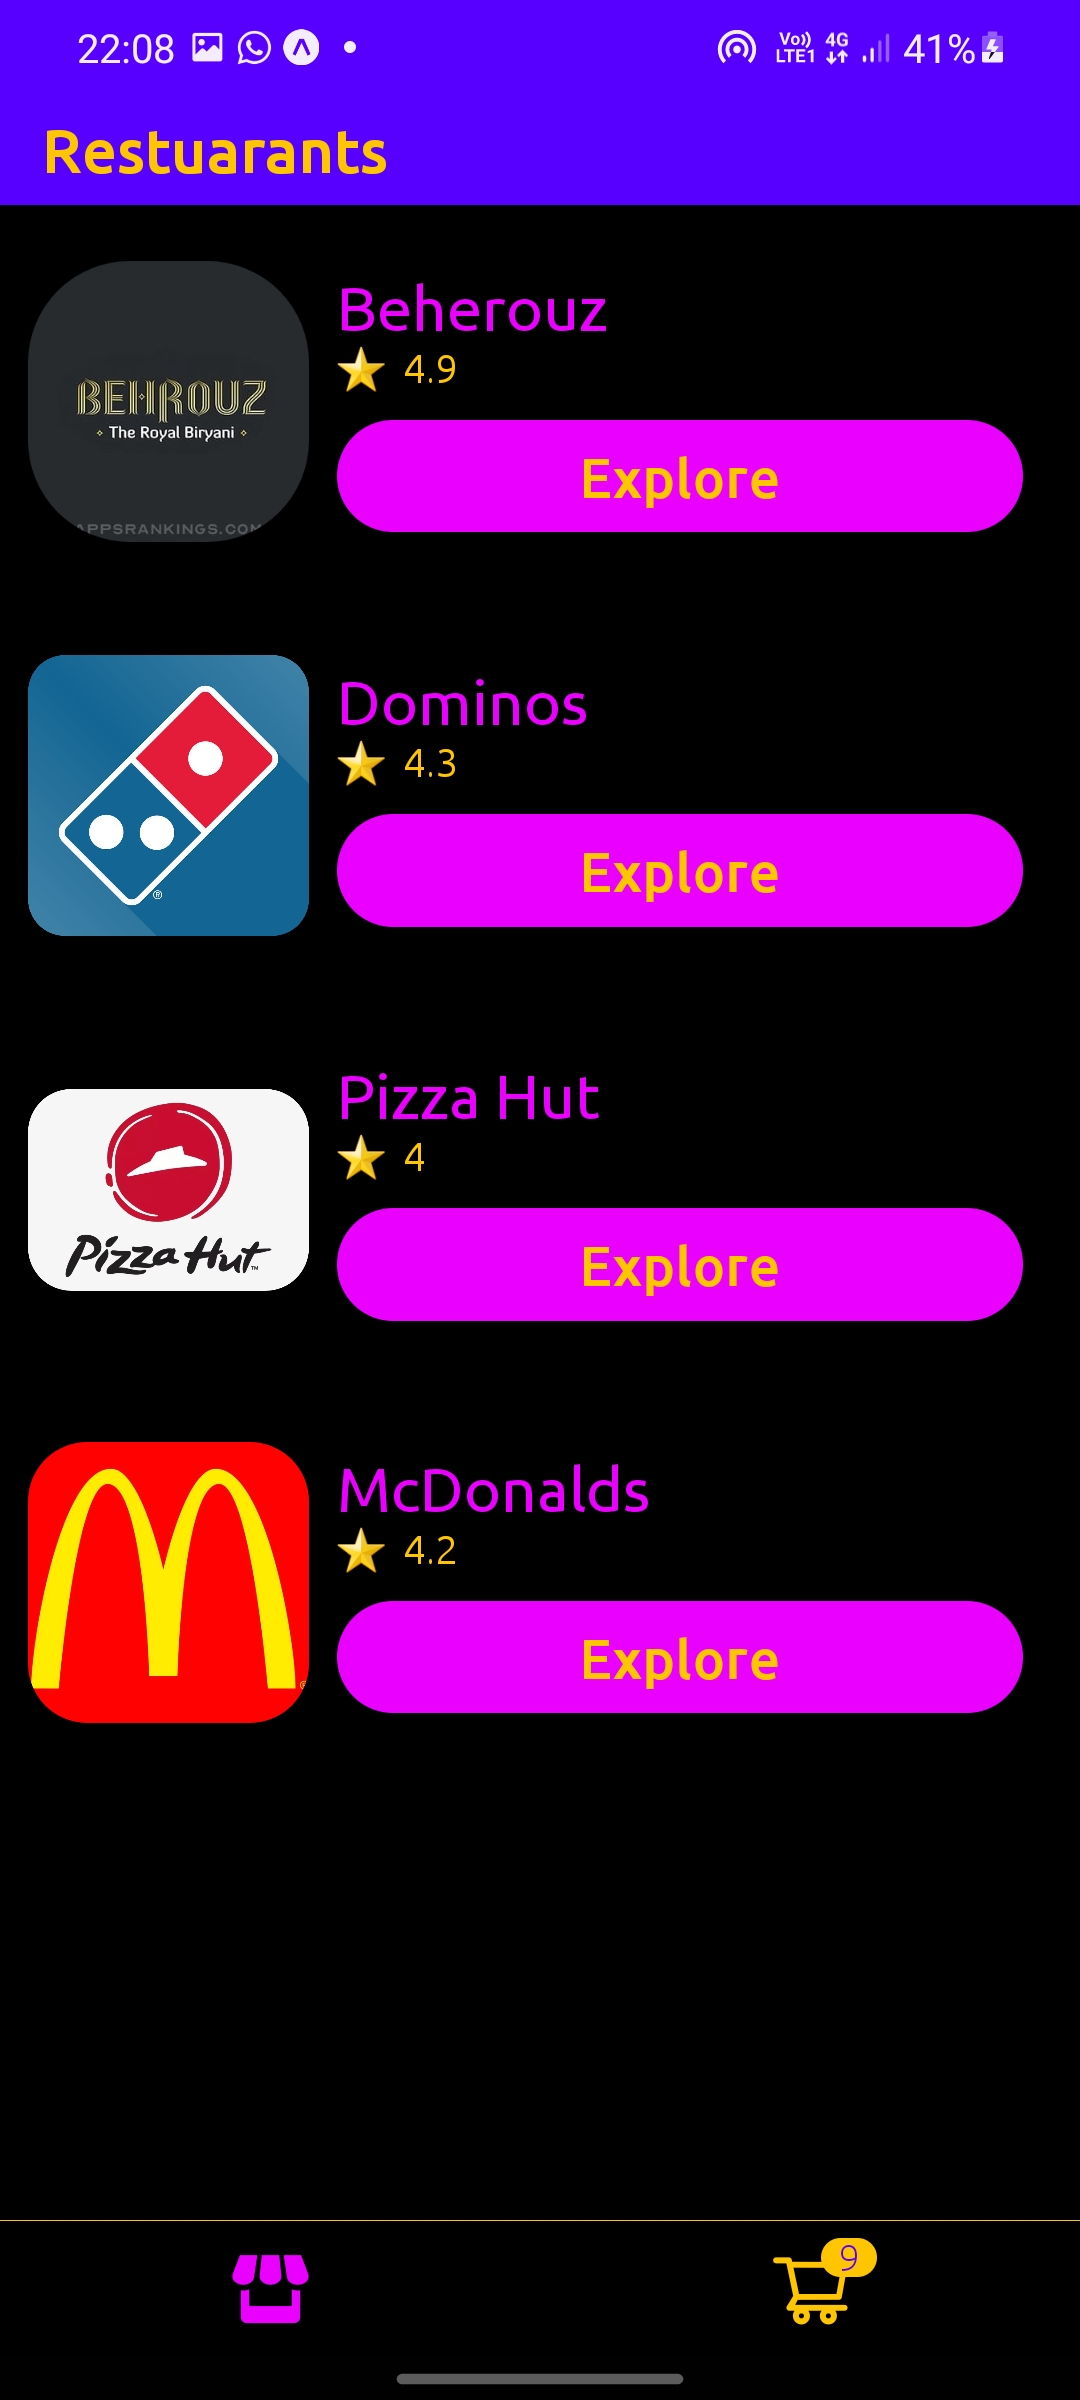 22:08
Vo)) 4G 41%
LTE1
Restuarants
BEHROUZ
The Royal Biryani
APPSRANKINGS.COM
Beherouz
4.9
Explore
®
Dominos
4.3
Explore
Pizza Hut™
Pizza Hut
4
Explore
McDonalds
4.2
Explore
9